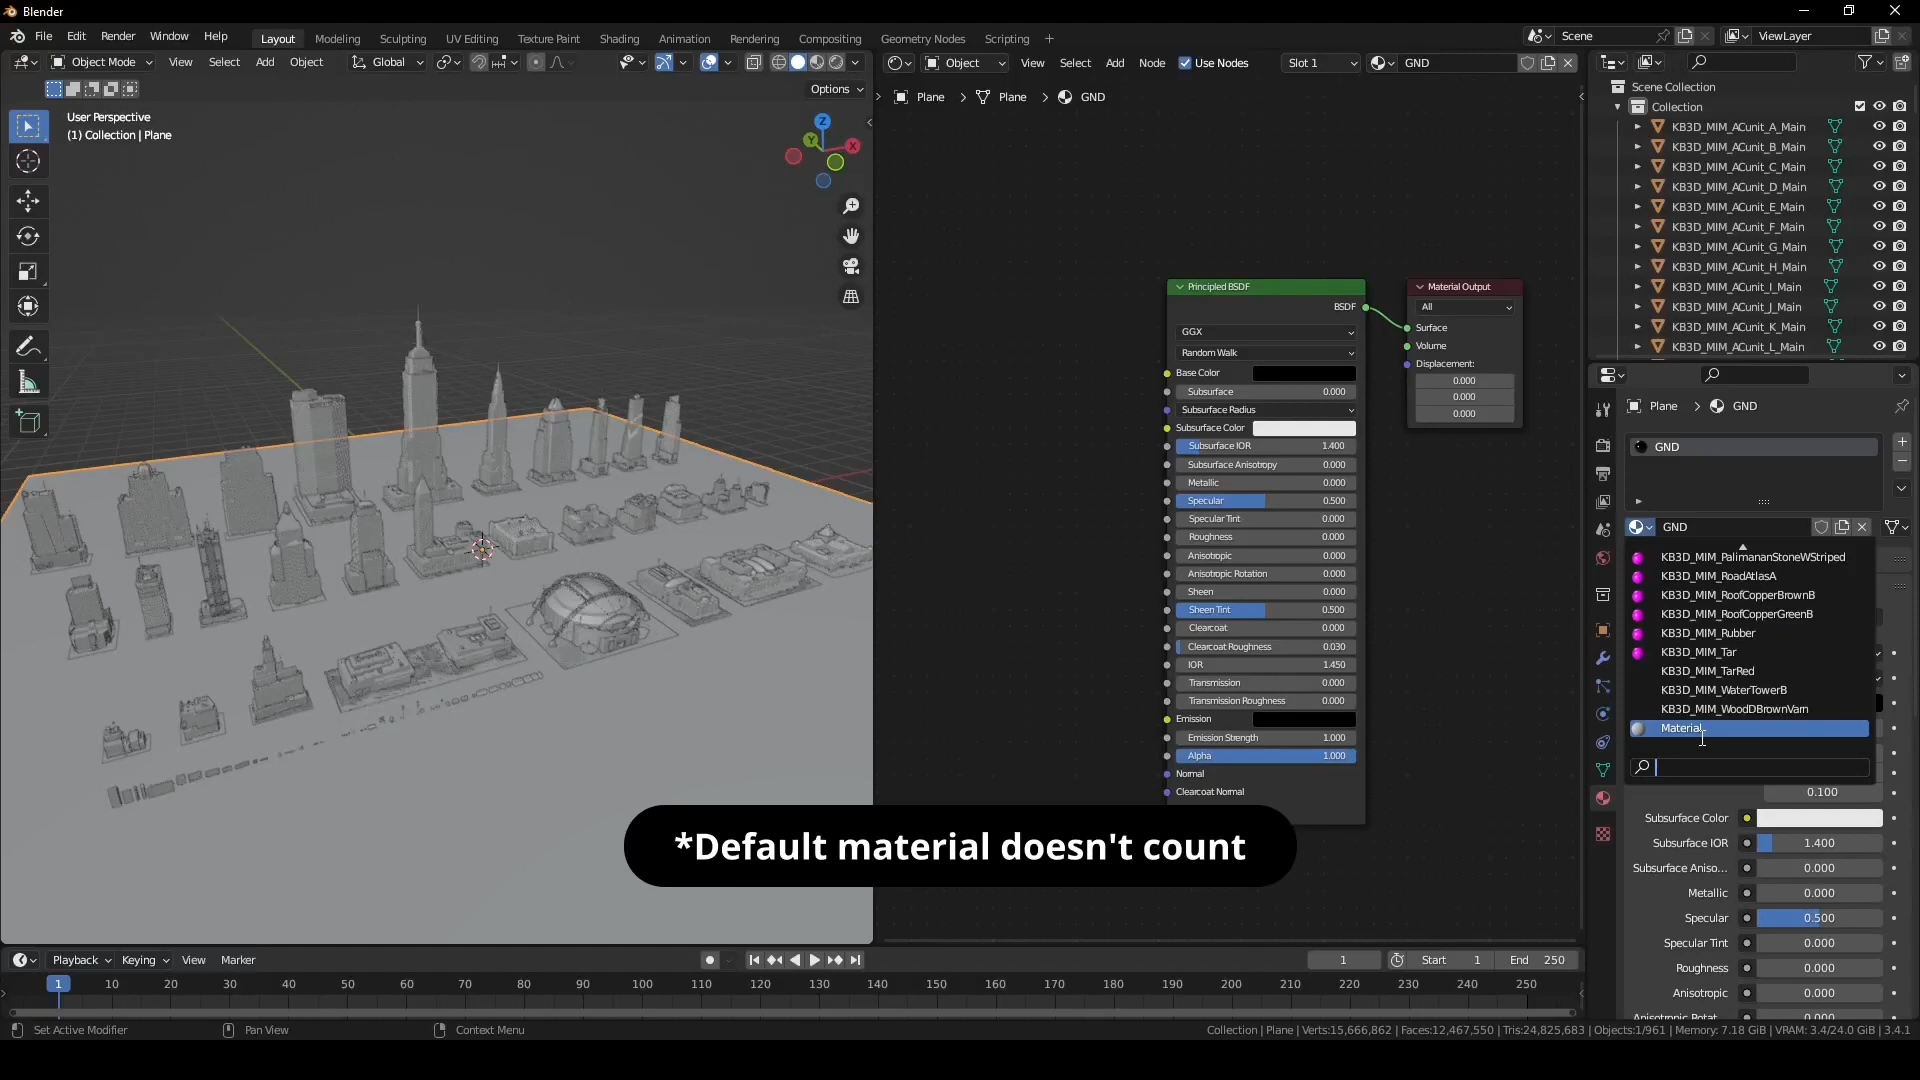 Blender
File Edit Render Window Help
Layout Modeling Sculpting UV Editing Texture Paint Shading Animation Rendering Compositing Geometry Nodes Scripting +
Scene
ViewLayer
Object Mode View Select Add Object Global
Options
User Perspective
(1) Collection | Plane
Z
Y
X
Object View Select Add Node Use Nodes Slot 1 GND
Plane > Plane > GND
Principled BSDF
BSDF
GGX
Random Walk
Base Color
Subsurface 0.000
Subsurface Radius
Subsurface Color
Subsurface IOR 1.400
Subsurface Anisotropy 0.000
Metallic 0.000
Specular 0.500
Specular Tint 0.000
Roughness 0.000
Anisotropic 0.000
Anisotropic Rotation 0.000
Sheen 0.000
Sheen Tint 0.500
Clearcoat 0.000
Clearcoat Roughness 0.030
IOR 1.450
Transmission 0.000
Transmission Roughness 0.000
Emission
Emission Strength 1.000
Alpha 1.000
Normal
Clearcoat Normal
Material Output
All
Surface
Volume
Displacement:
0.000
0.000
0.000
Scene Collection
Collection
KB3D_MIM_ACunit_A_Main
KB3D_MIM_ACunit_B_Main
KB3D_MIM_ACunit_C_Main
KB3D_MIM_ACunit_D_Main
KB3D_MIM_ACunit_E_Main
KB3D_MIM_ACunit_F_Main
KB3D_MIM_ACunit_G_Main
KB3D_MIM_ACunit_H_Main
KB3D_MIM_ACunit_I_Main
KB3D_MIM_ACunit_J_Main
KB3D_MIM_ACunit_K_Main
KB3D_MIM_ACunit_L_Main
Plane > GND
GND
GND
KB3D_MIM_PalimananStoneWStriped
KB3D_MIM_RoadAtlasA
KB3D_MIM_RoofCopperBrownB
KB3D_MIM_RoofCopperGreenB
KB3D_MIM_Rubber
KB3D_MIM_Tar
KB3D_MIM_TarRed
KB3D_MIM_WaterTowerB
KB3D_MIM_WoodDBrownVarn
Material
0.100
Subsurface Color
Subsurface IOR 1.400
Subsurface Aniso... 0.000
Metallic 0.000
Specular 0.500
Specular Tint 0.000
Roughness 0.000
Anisotropic 0.000
Anisotropic Rotat... 0.000
*Default material doesn't count
Playback Keying View Marker
1 Start 1 End 250
1 10 20 30 40 50 60 70 80 90 100 110 120 130 140 150 160 170 180 190 200 210 220 230 240 250
Set Active Modifier Pan View Context Menu
Collection | Plane | Verts:15,666,862 | Faces:12,467,550 | Tris:24,825,683 | Objects:1/961 | Memory: 7.18 GiB | VRAM: 3.4/24.0 GiB | 3.4.1